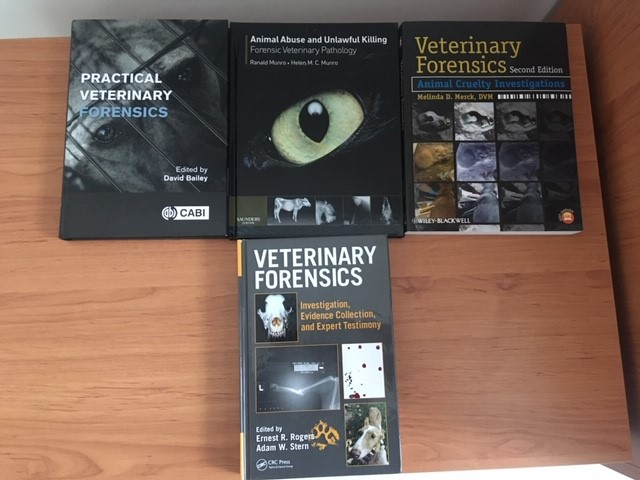 PRACTICAL
VETERINARY
FORENSICS
Edited by
David Bailey
CABI
Animal Abuse and Unlawful Killing
Forensic Veterinary Pathology
Ranald Munro • Helen M. C. Munro
SAUNDERS
Veterinary
Forensics Second Edition
Animal Cruelty Investigations
Melinda D. Merck, DVM
WILEY-BLACKWELL
VETERINARY
FORENSICS
Investigation,
Evidence Collection,
and Expert Testimony
L
Edited by
Ernest R. Rogers
Adam W. Stern
CRC Press